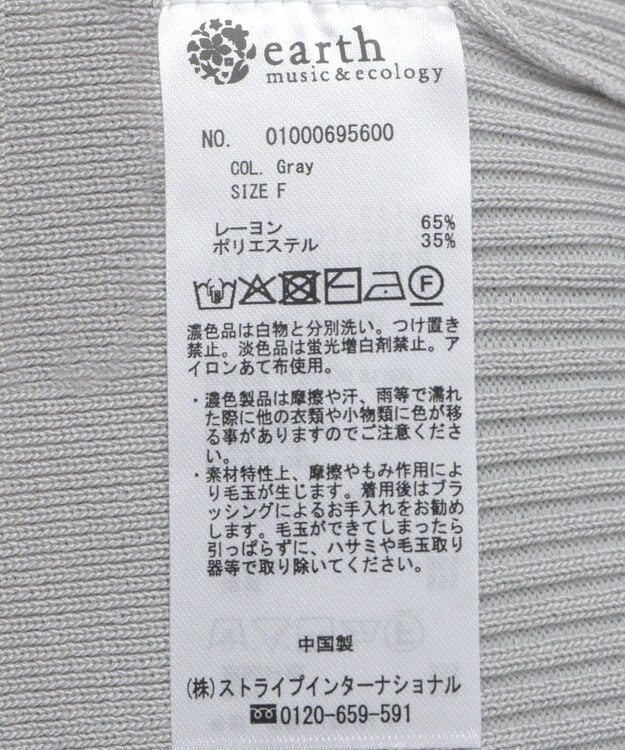 earth
music&ecology
NO. 01000695600
COL. Gray
SIZE F
レーヨン 65%
ポリエステル 35%
F
濃色品は白物と分別洗い。つけ置き
禁止。淡色品は蛍光増白剤禁止。ア
イロンあて布使用。
・濃色製品は摩擦や汗、雨等で濡れ
た際に他の衣類や小物類に色が移
る事がありますのでご注意くださ
い。
・素材特性上、摩擦やもみ作用によ
り毛玉が生じます。着用後はブラ
ッシングによるお手入れをお勧め
します。毛玉ができてしまったら
引っぱらずに、ハサミや毛玉取り
器等で取り除いてください。
中国製
(株)ストライプインターナショナル
0120-659-591